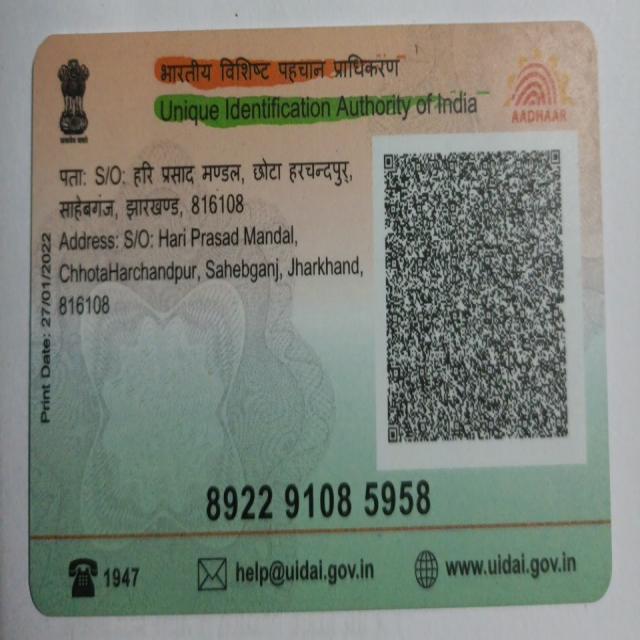 भारतीय विशिष्ट पहचान प्राधिकरण
Unique Identification Authority of India
AADHAAR
पता: S/O: हरि प्रसाद मण्डल, छोटा हरचन्दपुर,
साहेबगंज, झारखण्ड, 816108
Address: S/O: Hari Prasad Mandal,
ChhotaHarchandpur, Sahebganj, Jharkhand,
816108
Print Date: 27/01/2022
8922 9108 5958
1947
help@uidai.gov.in
www.uidai.gov.in